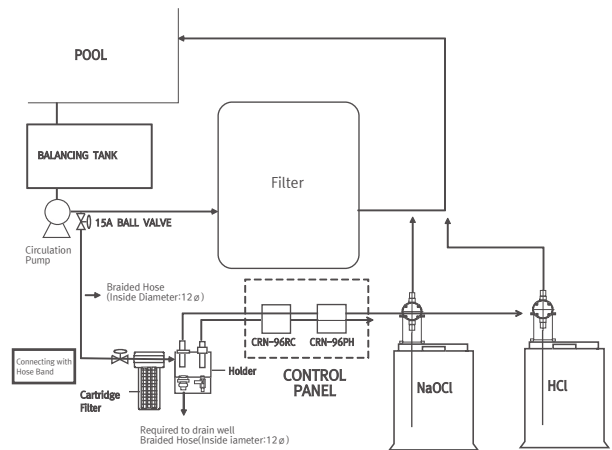 POOL
BALANCING TANK
Filter
15A BALL VALVE
Circulation
Pump
Braided Hose
(Inside Diameter:12ø)
CRN-96RC
CRN-96PH
Connecting with
Hose Band
Holder
CONTROL
PANEL
Cartridge
Filter
NaOCl
HCl
Required to drain well
Braided Hose(Inside iameter:12ø)